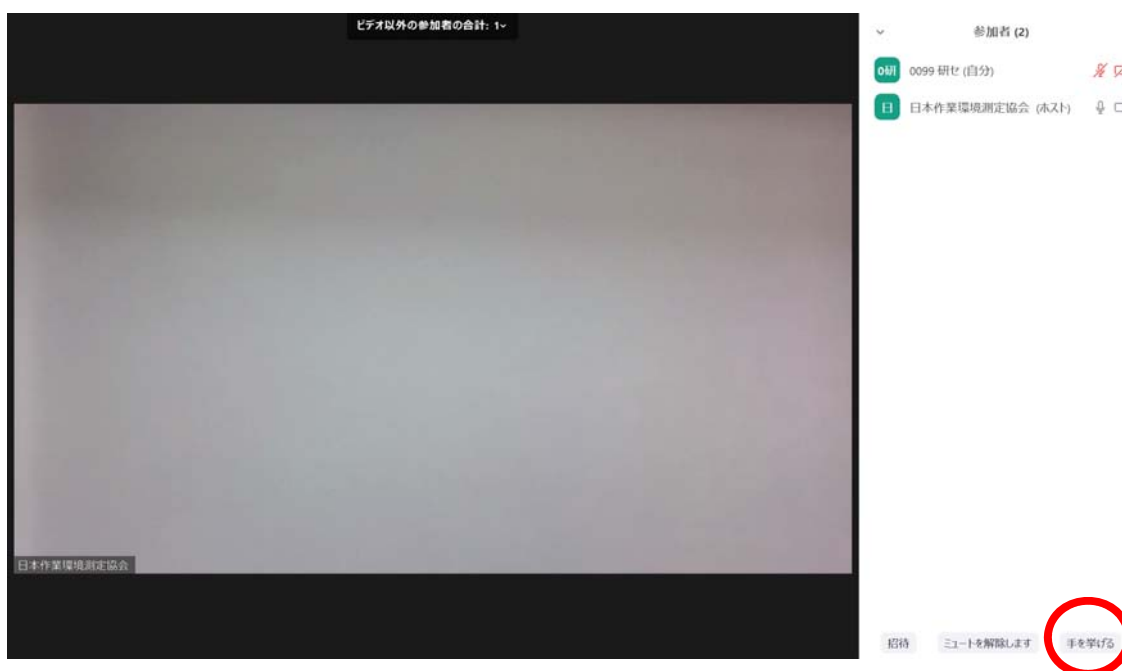 ビデオ以外の参加者の合計: 1
参加者 (2)
0研 0099 研セ (自分)
日 日本作業環境測定協会 (ホスト)
日本作業環境測定協会
招待 ミュートを解除します 手を挙げる